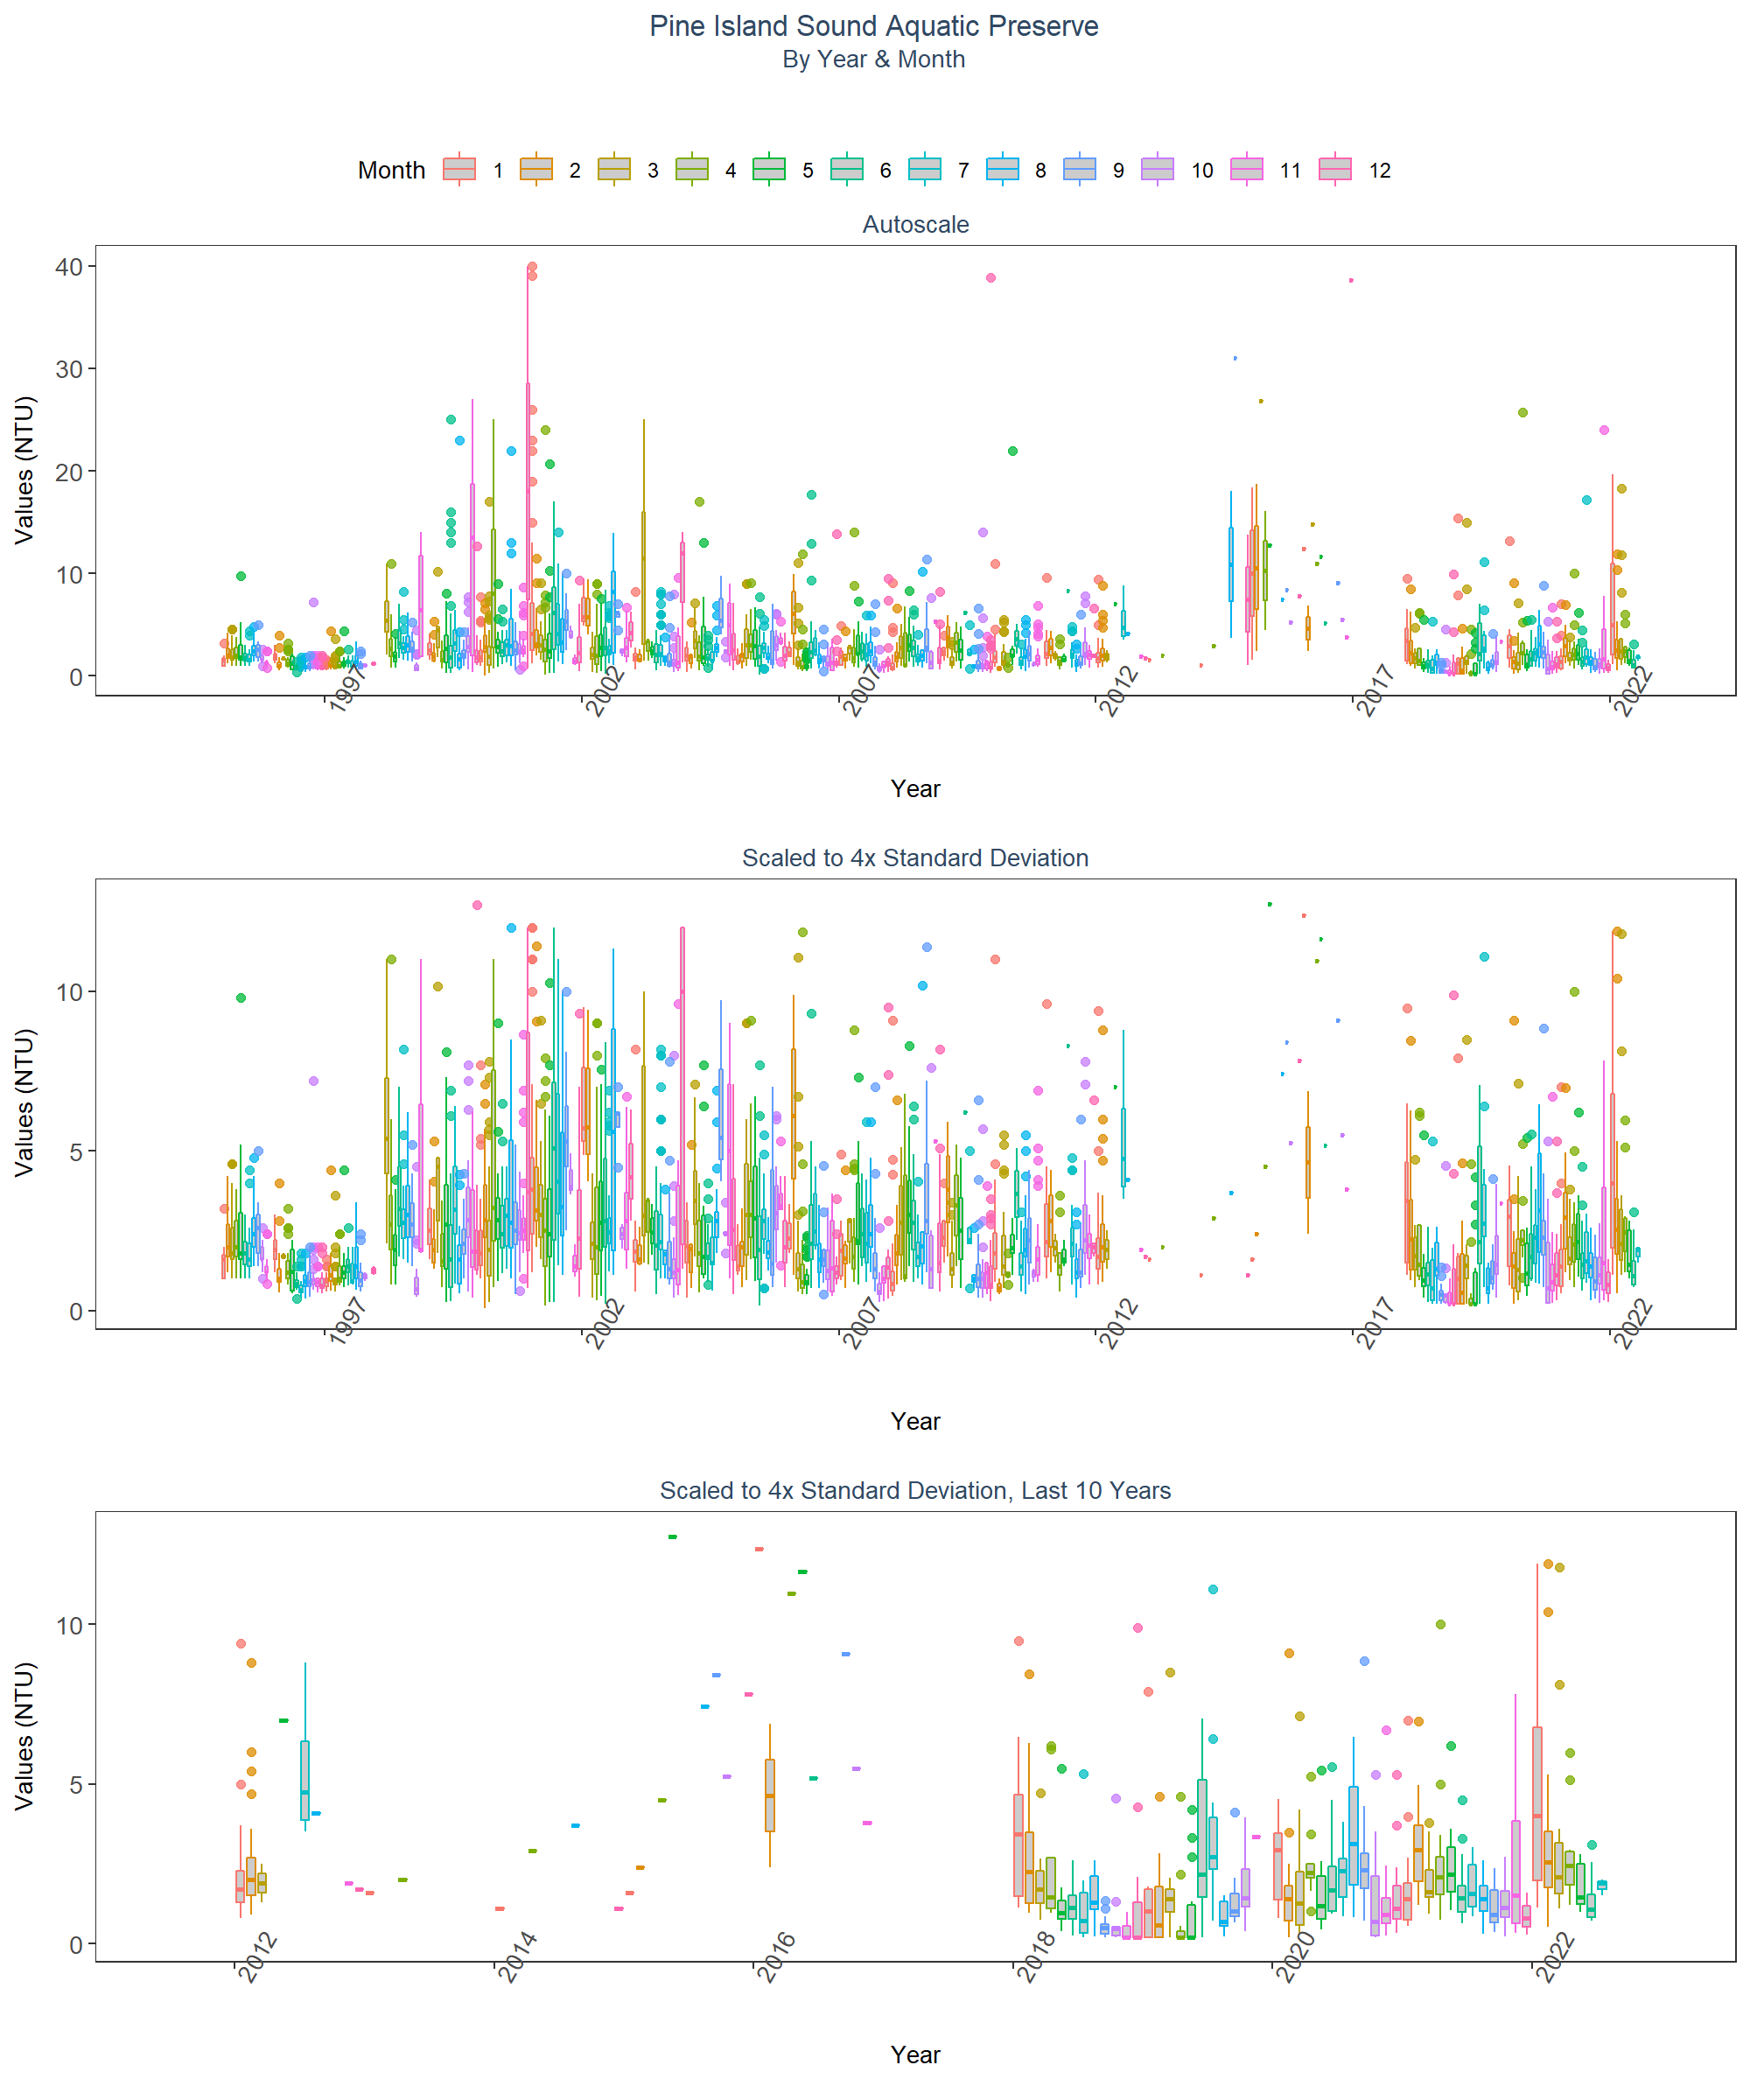 Pine Island Sound Aquatic Preserve
By Year & Month
Month 1 2 3 4 5 6 7 8 9 10 11 12
Autoscale
Values (NTU)
40
30
20
10
0
1997 2002 2007 2012 2017 2022
Year
Scaled to 4x Standard Deviation
Values (NTU)
10
5
0
1997 2002 2007 2012 2017 2022
Year
Scaled to 4x Standard Deviation, Last 10 Years
Values (NTU)
10
5
0
2012 2014 2016 2018 2020 2022
Year